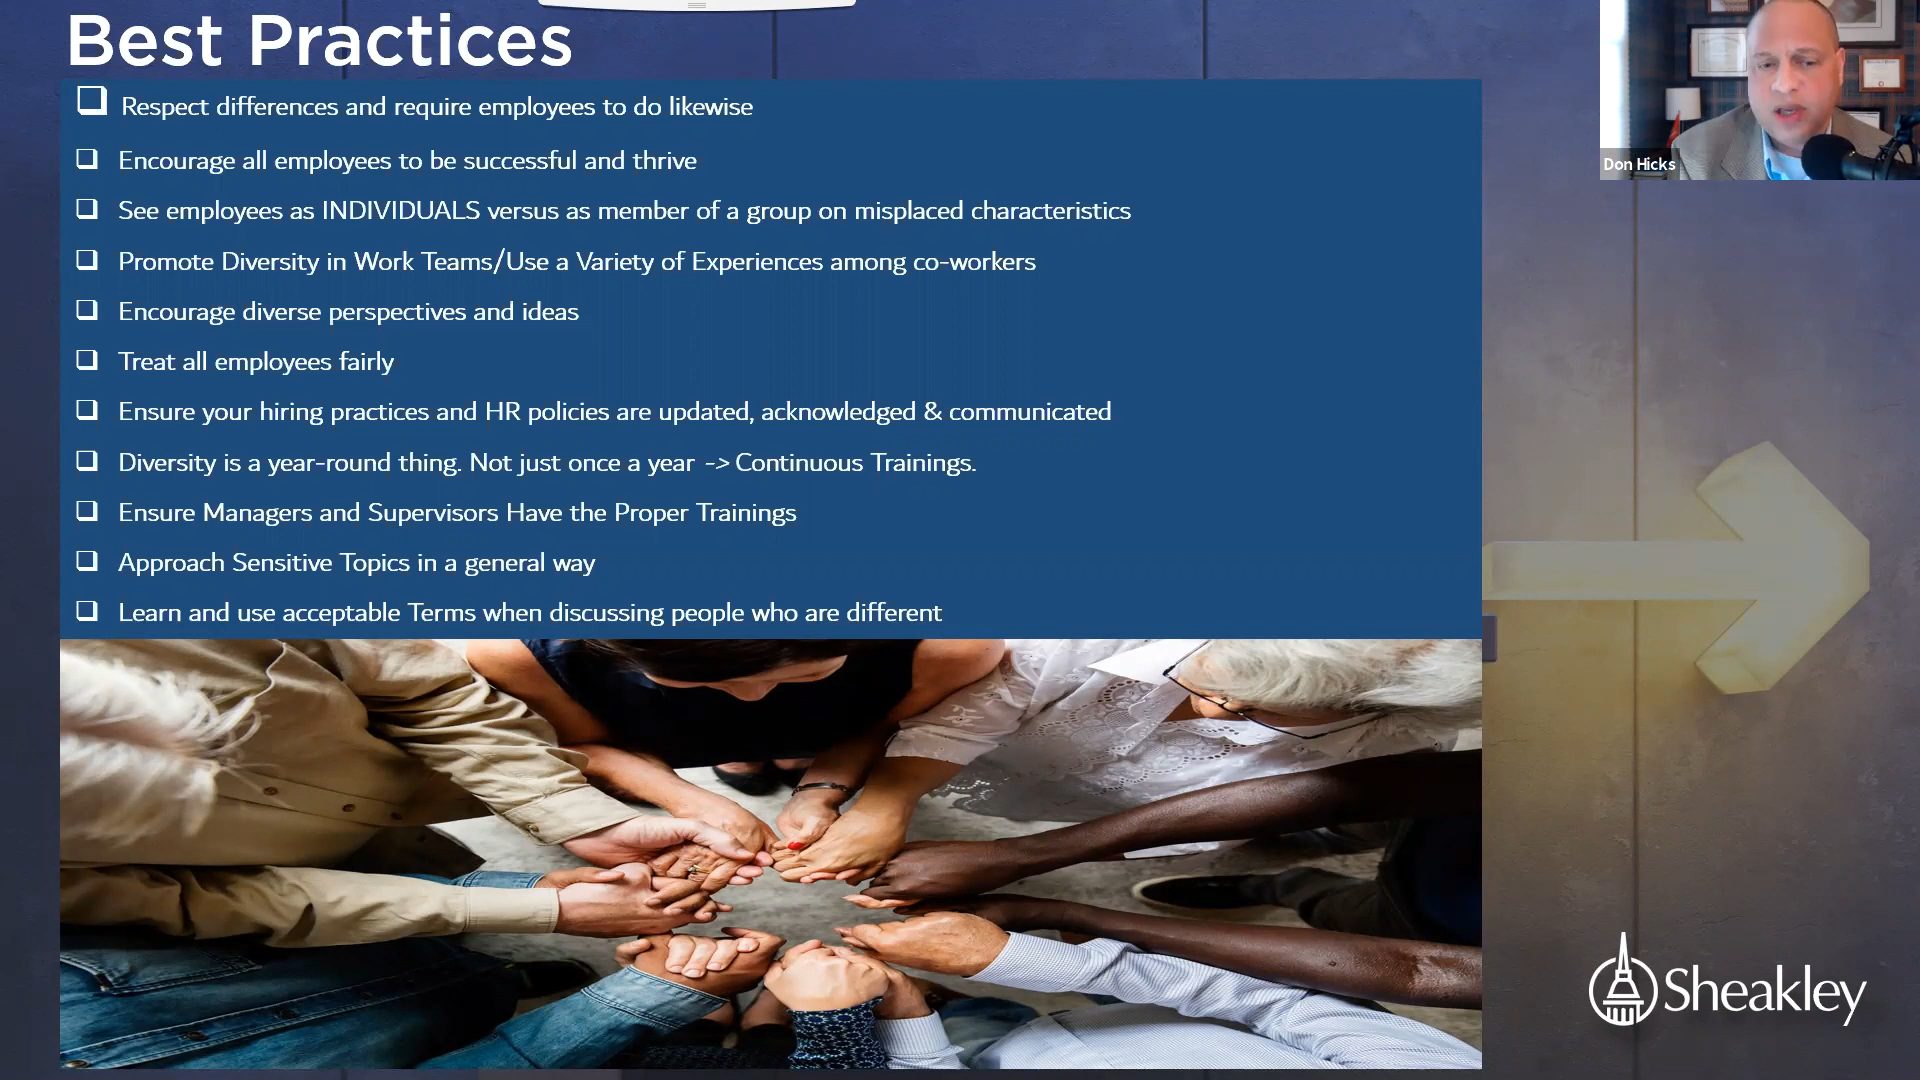 Best Practices
Respect differences and require employees to do likewise
Encourage all employees to be successful and thrive
See employees as INDIVIDUALS versus as member of a group on misplaced characteristics
Promote Diversity in Work Teams/Use a Variety of Experiences among co-workers
Encourage diverse perspectives and ideas
Treat all employees fairly
Ensure your hiring practices and HR policies are updated, acknowledged & communicated
Diversity is a year-round thing. Not just once a year -> Continuous Trainings.
Ensure Managers and Supervisors Have the Proper Trainings
Approach Sensitive Topics in a general way
Learn and use acceptable Terms when discussing people who are different
Don Hicks
Sheakley